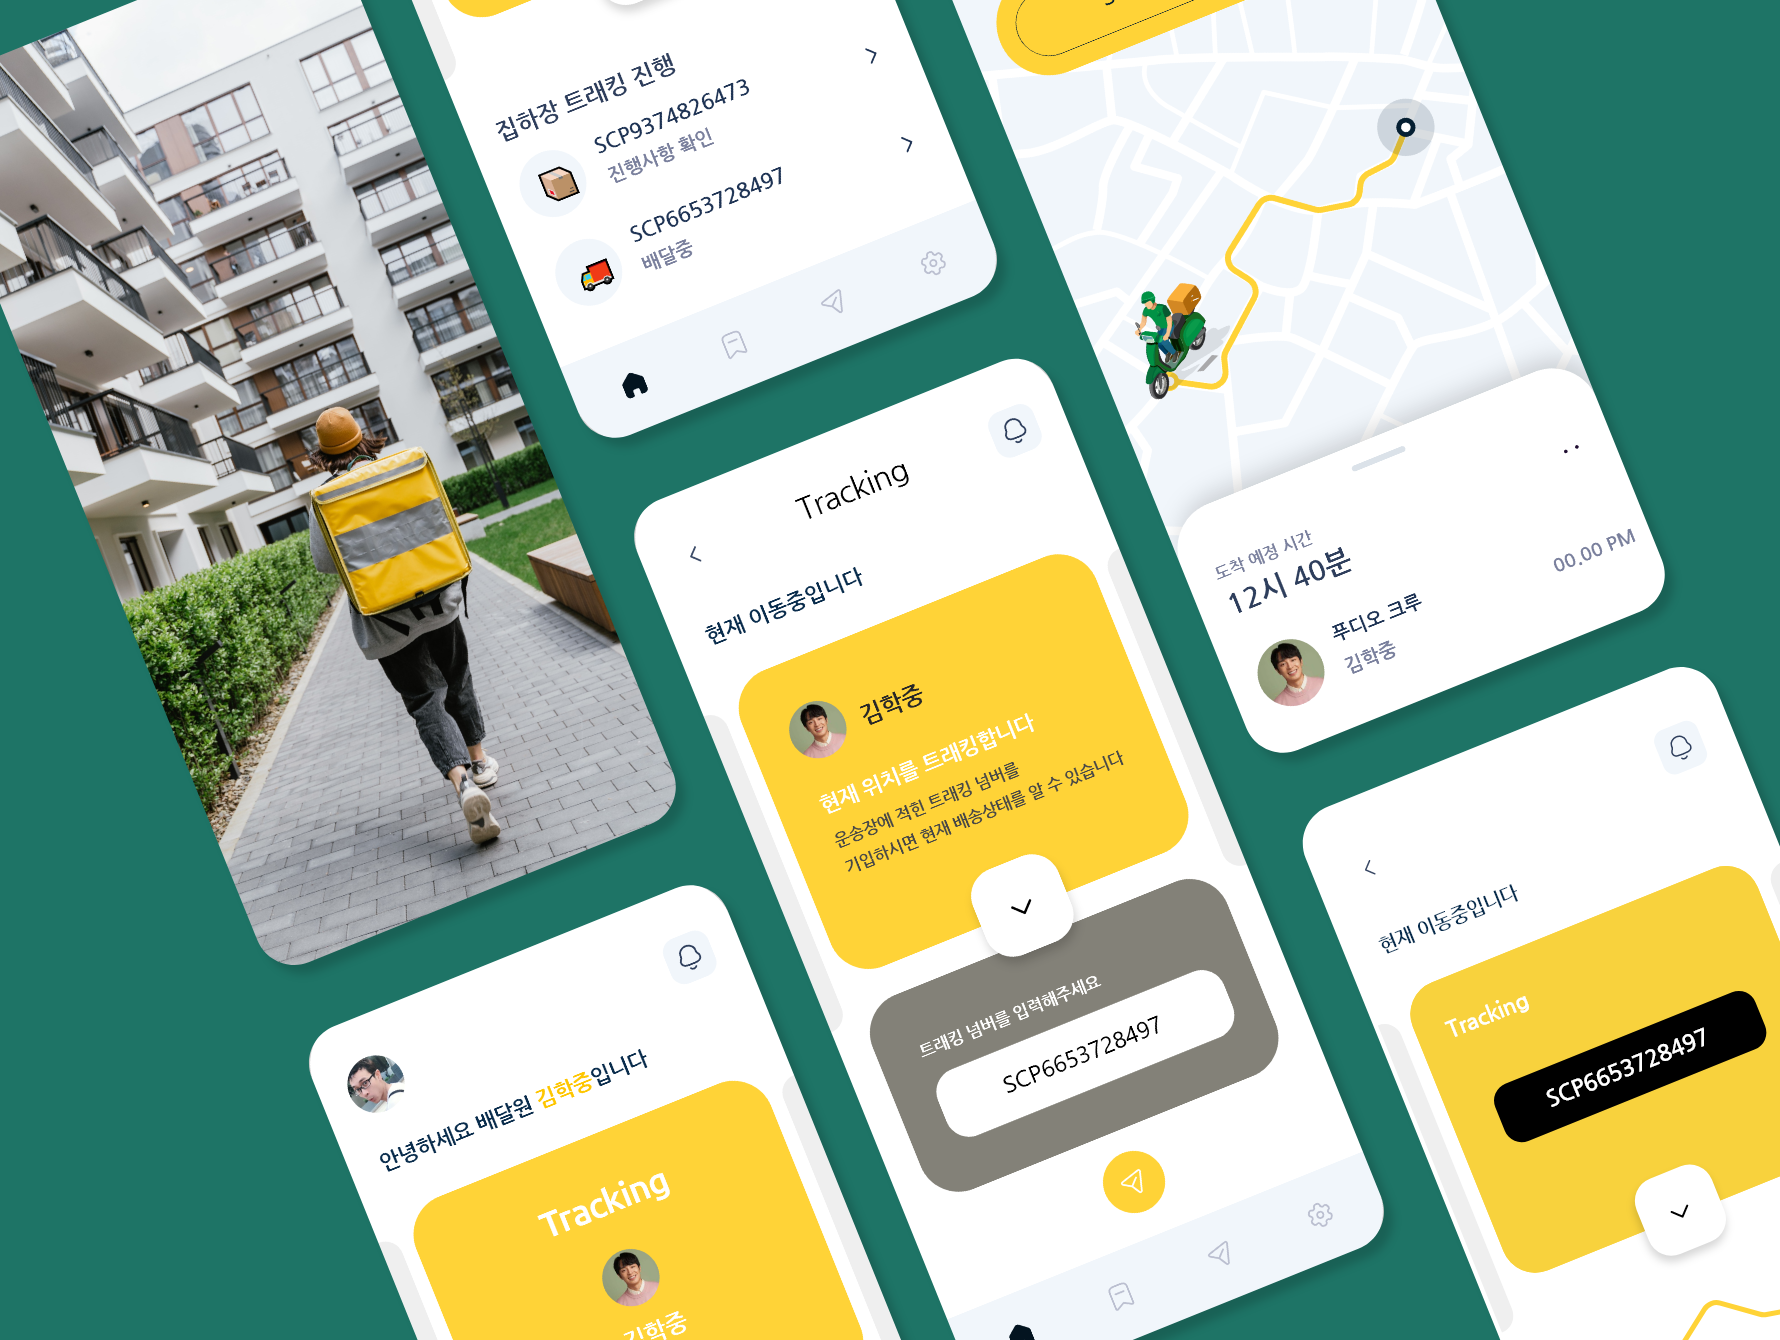 집하장 트래킹 진행
SCP9374826473
진행사항 확인
SCP6653728497
배달중
Tracking
현재 이동중입니다
김학중
현재 위치를 트래킹합니다
운송장에 적힌 트래킹 넘버를
기입하시면 현재 배송상태를 알 수 있습니다
트래킹 넘버를 입력해주세요
SCP6653728497
도착 예정 시간
12시 40분
00.00 PM
푸디오 크루
김학중
안녕하세요 배달원 김학중입니다
Tracking
김학중
현재 이동중입니다
Tracking
SCP6653728497